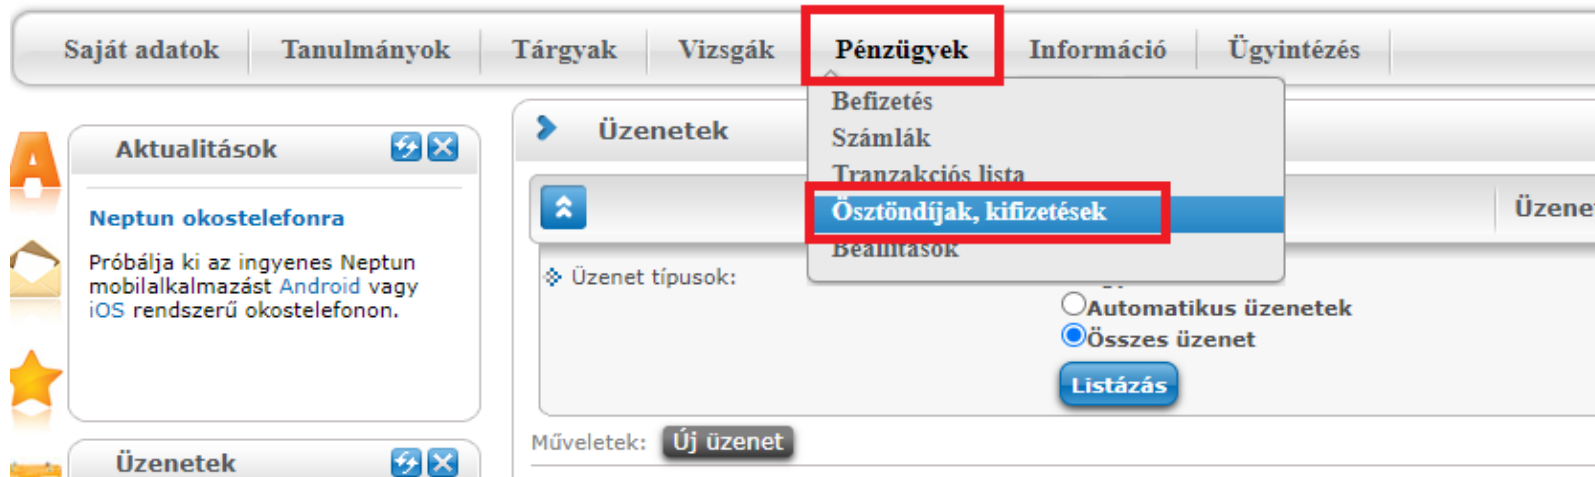 Saját adatok
Tanulmányok
Tárgyak
Vizsgák
Pénzügyek
Információ
Ügyintézés
Befizetés
Számlák
Tranzakciós lista
Ösztöndíjak, kifizetések
Beállítások
Aktualitások
Neptun okostelefonra
Próbálja ki az ingyenes Neptun
mobilalkalmazást Android vagy
iOS rendszerű okostelefonon.
Üzenetek
Üzenetek
Üzenet típusok:
Automatikus üzenetek
Összes üzenet
Listázás
Műveletek: Új üzenet